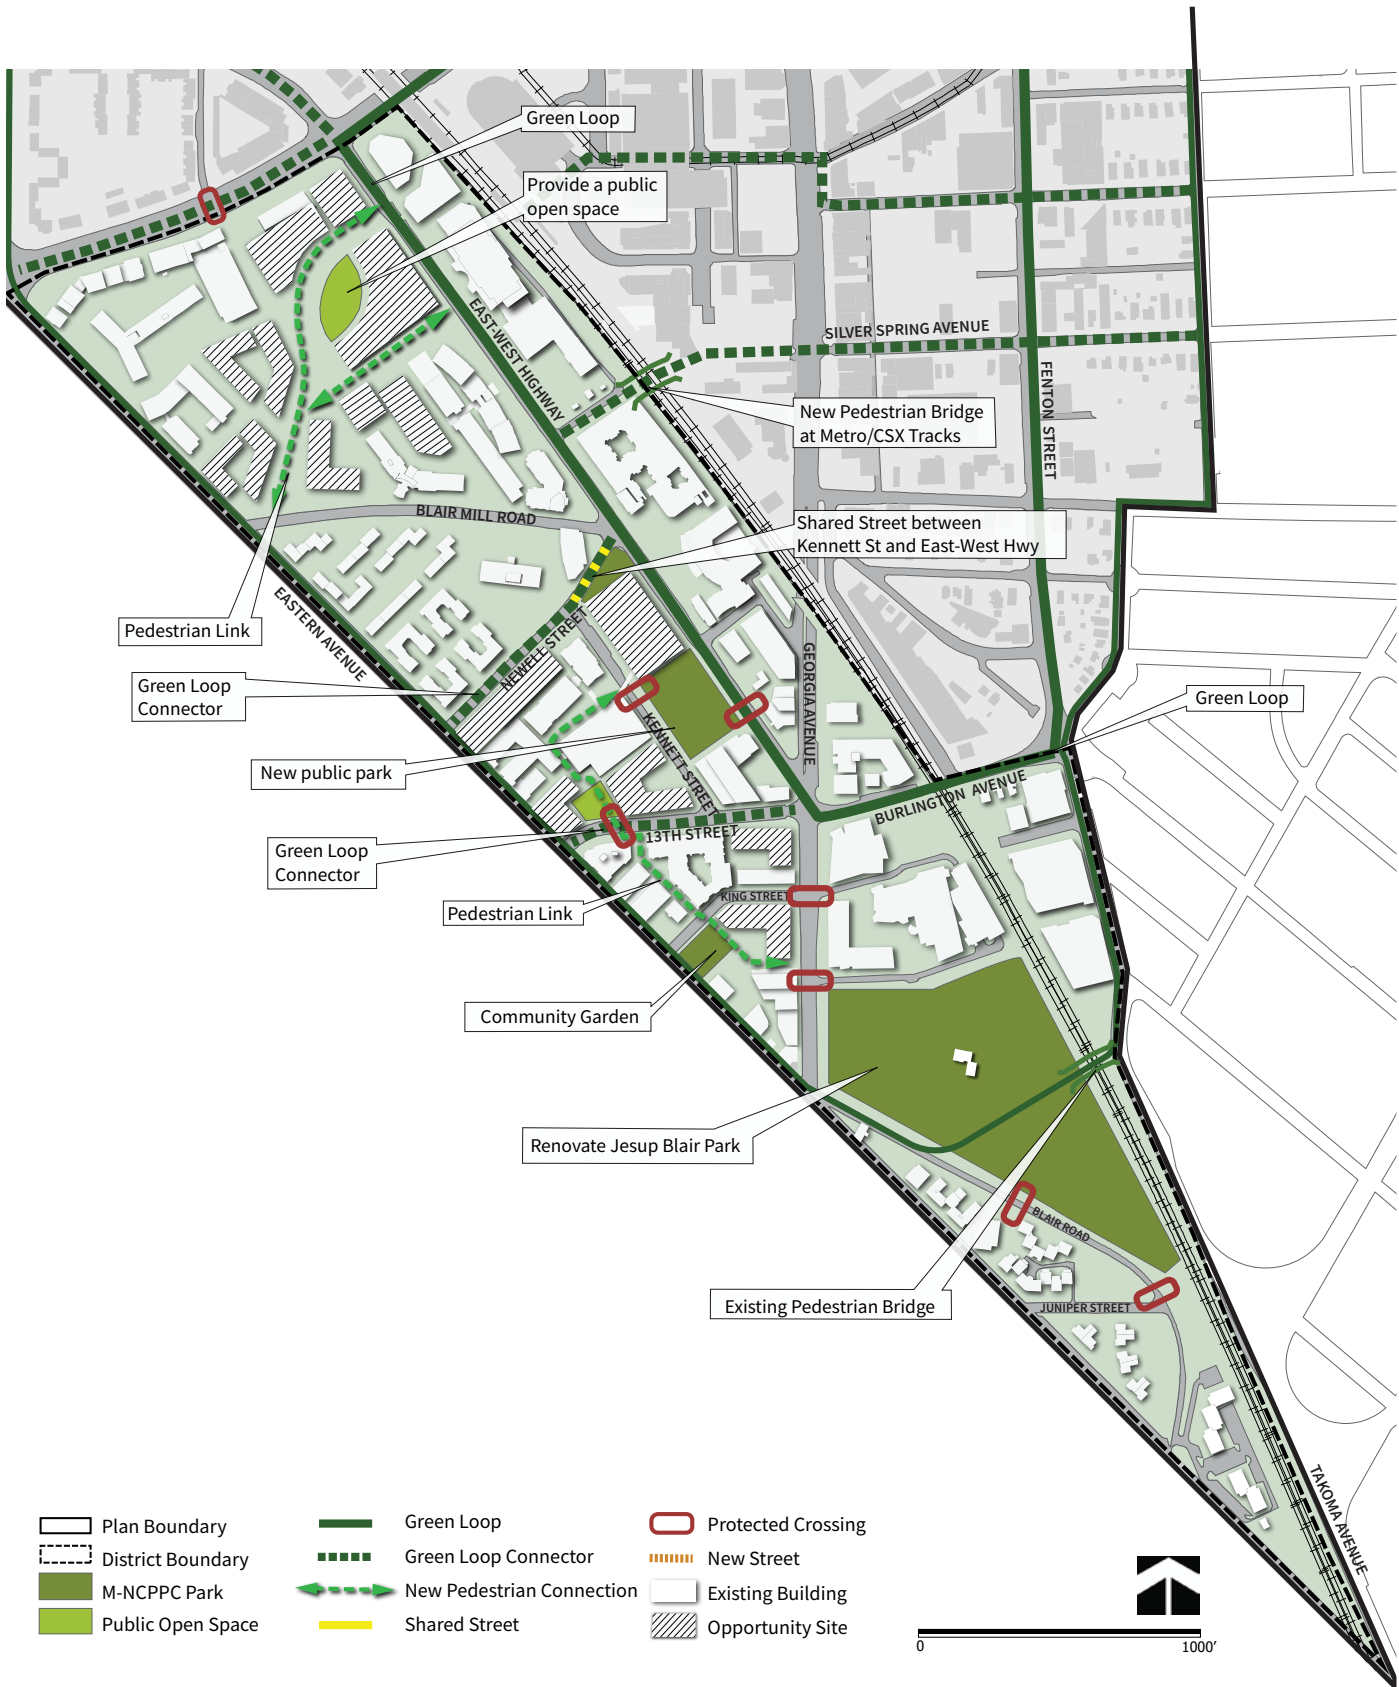 Green Loop
Provide a public
open space
EAST-WEST HIGHWAY
SILVER SPRING AVENUE
FENTON STREET
New Pedestrian Bridge
at Metro/CSX Tracks
BLAIR MILL ROAD
Shared Street between
Kennett St and East-West Hwy
EASTERN AVENUE
Pedestrian Link
NEWELL STREET
Green Loop
Connector
GEORGIA AVENUE
Green Loop
KENNETT STREET
New public park
BURLINGTON AVENUE
13TH STREET
Green Loop
Connector
KING STREET
Pedestrian Link
Community Garden
Renovate Jesup Blair Park
BLAIR ROAD
Existing Pedestrian Bridge
JUNIPER STREET
TAKOMA AVENUE
Plan Boundary
District Boundary
M-NCPPC Park
Public Open Space
Green Loop
Green Loop Connector
New Pedestrian Connection
Shared Street
Protected Crossing
New Street
Existing Building
Opportunity Site
0 1000'